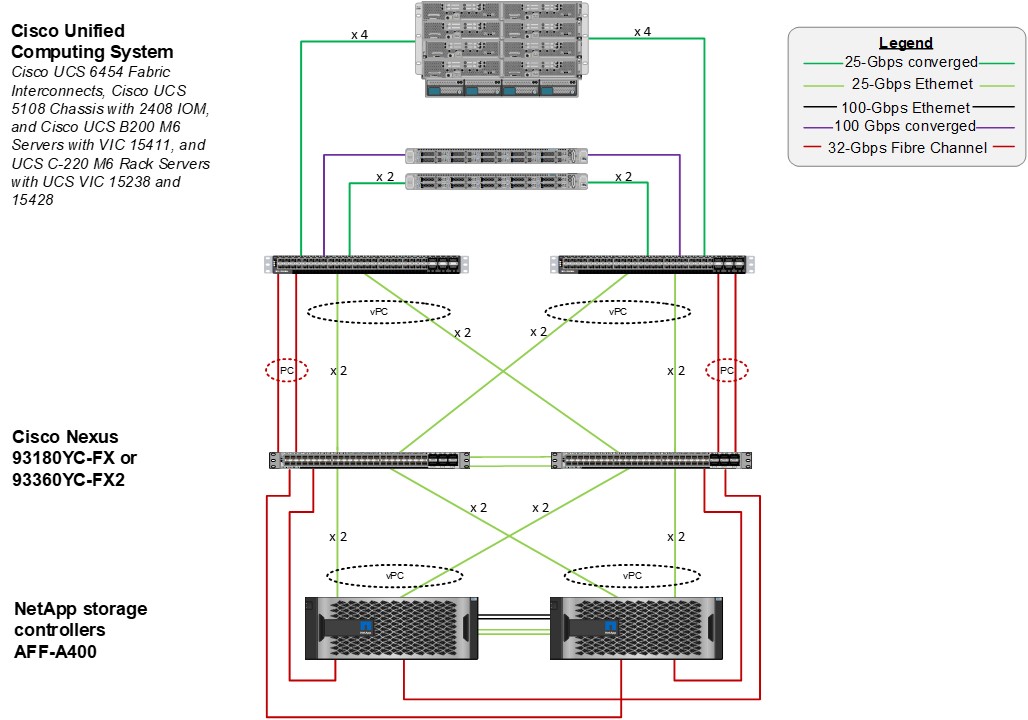 Cisco Unified
Computing System
Cisco UCS 6454 Fabric
Interconnects, Cisco UCS
5108 Chassis with 2408 IOM,
and Cisco UCS B200 M6
Servers with VIC 15411, and
UCS C-220 M6 Rack Servers
with UCS VIC 15238 and
15428
x 4
x 4
Legend
25-Gbps converged
25-Gbps Ethernet
100-Gbps Ethernet
100 Gbps converged
32-Gbps Fibre Channel
x 2
x 2
vPC
vPC
x 2
x 2
PC
x 2
x 2
PC
Cisco Nexus
93180YC-FX or
93360YC-FX2
x 2
x 2
x 2
x 2
vPC
vPC
NetApp storage
controllers
AFF-A400